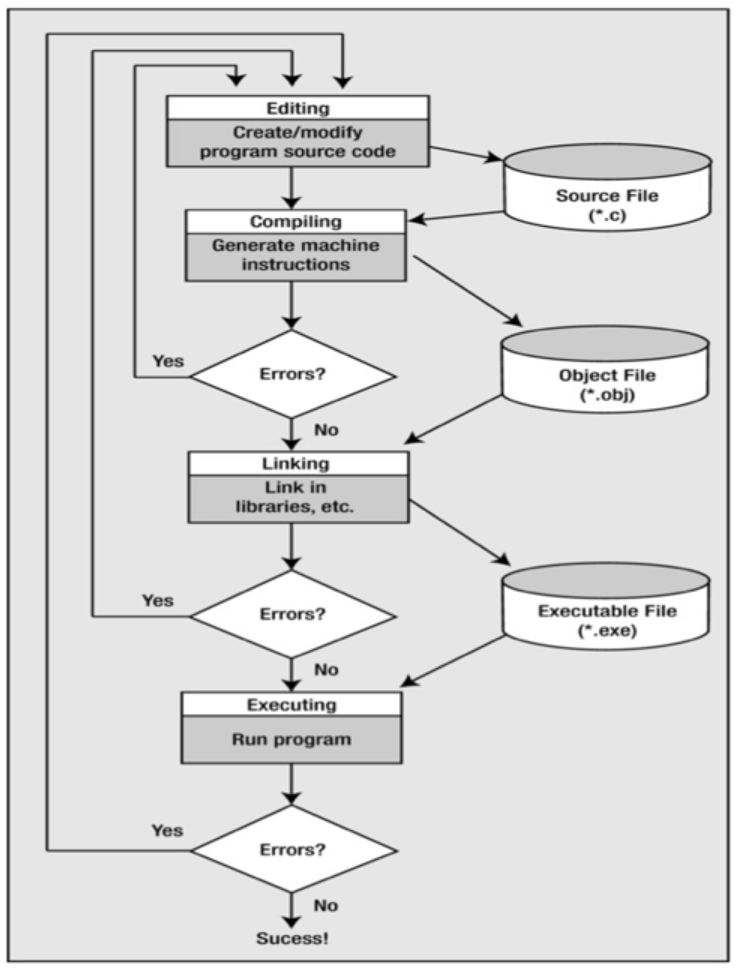 Editing
Create/modify
program source code
Source File
(*.c)
Compiling
Generate machine
instructions
Yes
Errors?
Object File
(*.obj)
No
Linking
Link in
libraries, etc.
Yes
Errors?
Executable File
(*.exe)
No
Executing
Run program
Yes
Errors?
No
Sucess!